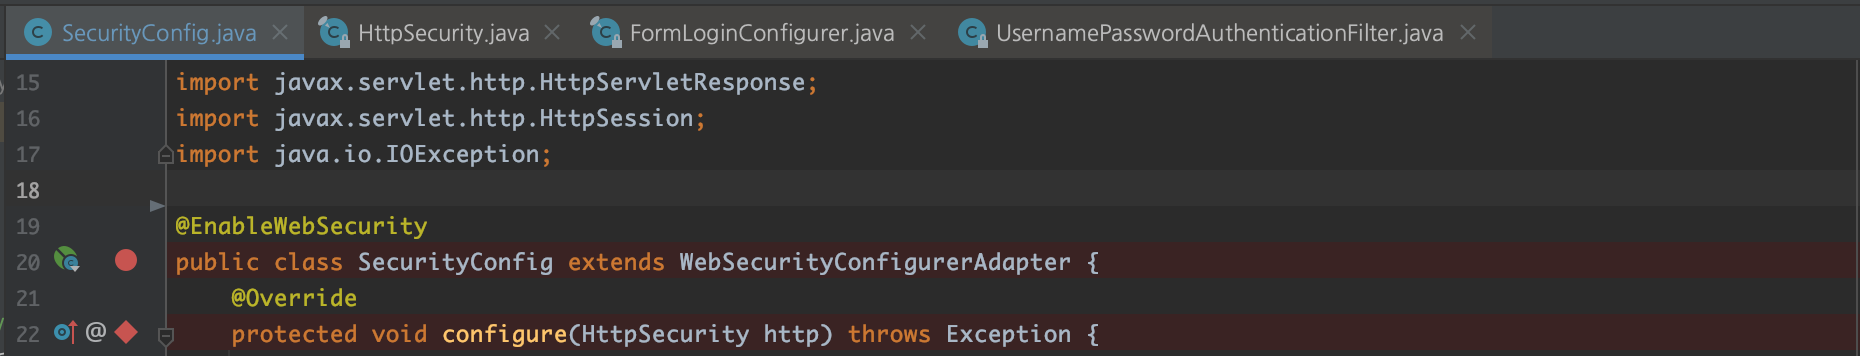 SecurityConfig.java HttpSecurity.java FormLoginConfigurer.java UsernamePasswordAuthenticationFilter.java
15 import javax.servlet.http.HttpServletResponse;
16 import javax.servlet.http.HttpSession;
17 import java.io.IOException;
18
19 @EnableWebSecurity
20 public class SecurityConfig extends WebSecurityConfigurerAdapter {
21 @Override
22 @ protected void configure(HttpSecurity http) throws Exception {